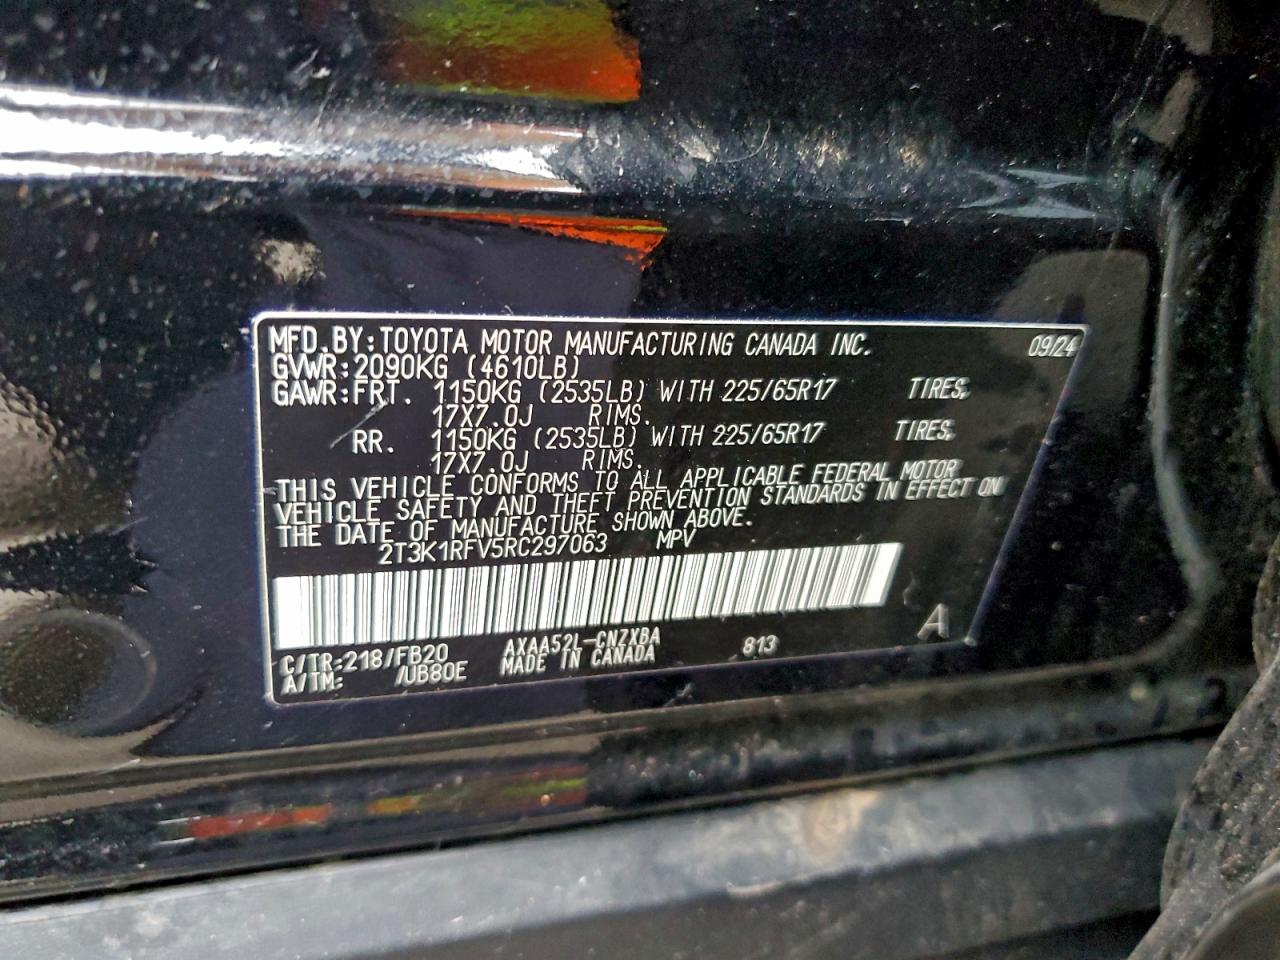 MFD.BY:TOYOTA MOTOR MANUFACTURING CANADA INC. 09/24
GVWR:2090KG (4610LB)
GAWR:FRT. 1150KG (2535LB) WITH 225/65R17 TIRES;
17X7.0J RIMS.
RR. 1150KG (2535LB) WITH 225/65R17 TIRES;
17X7.0J RIMS.
THIS VEHICLE CONFORMS TO ALL APPLICABLE FEDERAL MOTOR
VEHICLE SAFETY AND THEFT PREVENTION STANDARDS IN EFFECT ON
THE DATE OF MANUFACTURE SHOWN ABOVE.
2T3K1RFV5RC297063 MPV
A
C/TR:218/FB20 AXAA52L-CNZXBA 813
A/TM: /UB80E MADE IN CANADA